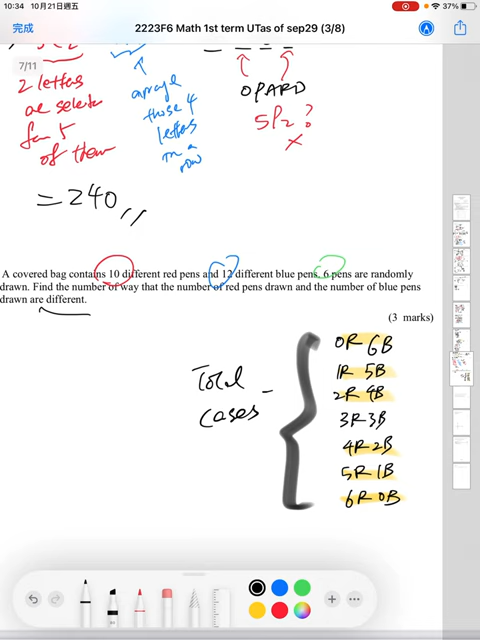 10:34 10月21日週五
37%
完成
2223F6 Math 1st term UTas of sep29 (3/8)
7/11
2 letters
are selected
from 5
of them
arrange
those 4
letters
in a
row
OPARD
5P2 ?
×
= 240 //
A covered bag contains 10 different red pens and 12 different blue pens. 6 pens are randomly
drawn. Find the number of way that the number of red pens drawn and the number of blue pens
drawn are different.
(3 marks)
Total
cases
-
0R 6B
1R 5B
2R 4B
3R 3B
4R 2B
5R 1B
6R 0B